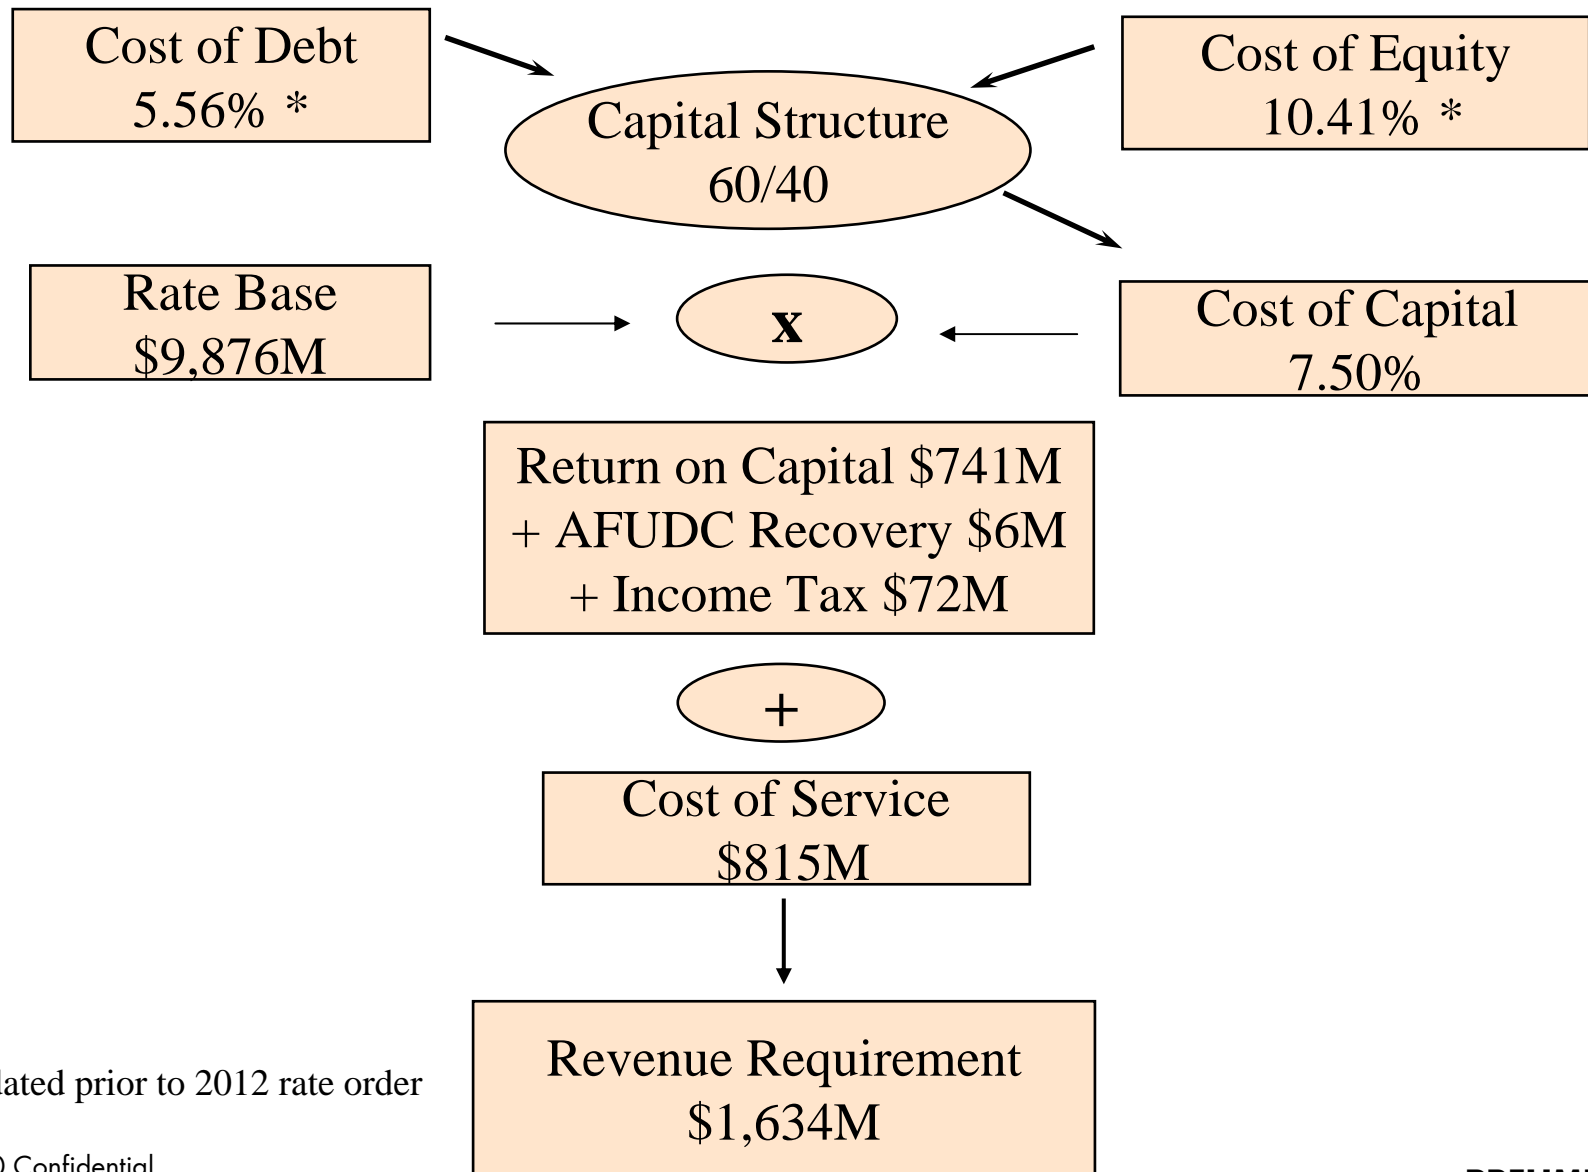 Cost of Debt
5.56% *
Cost of Equity
10.41% *
Capital Structure
60/40
Rate Base
$9,876M
x
Cost of Capital
7.50%
Return on Capital $741M
+ AFUDC Recovery $6M
+ Income Tax $72M
+
Cost of Service
$815M
Revenue Requirement
$1,634M
prior to 2012 rate order
Confidential